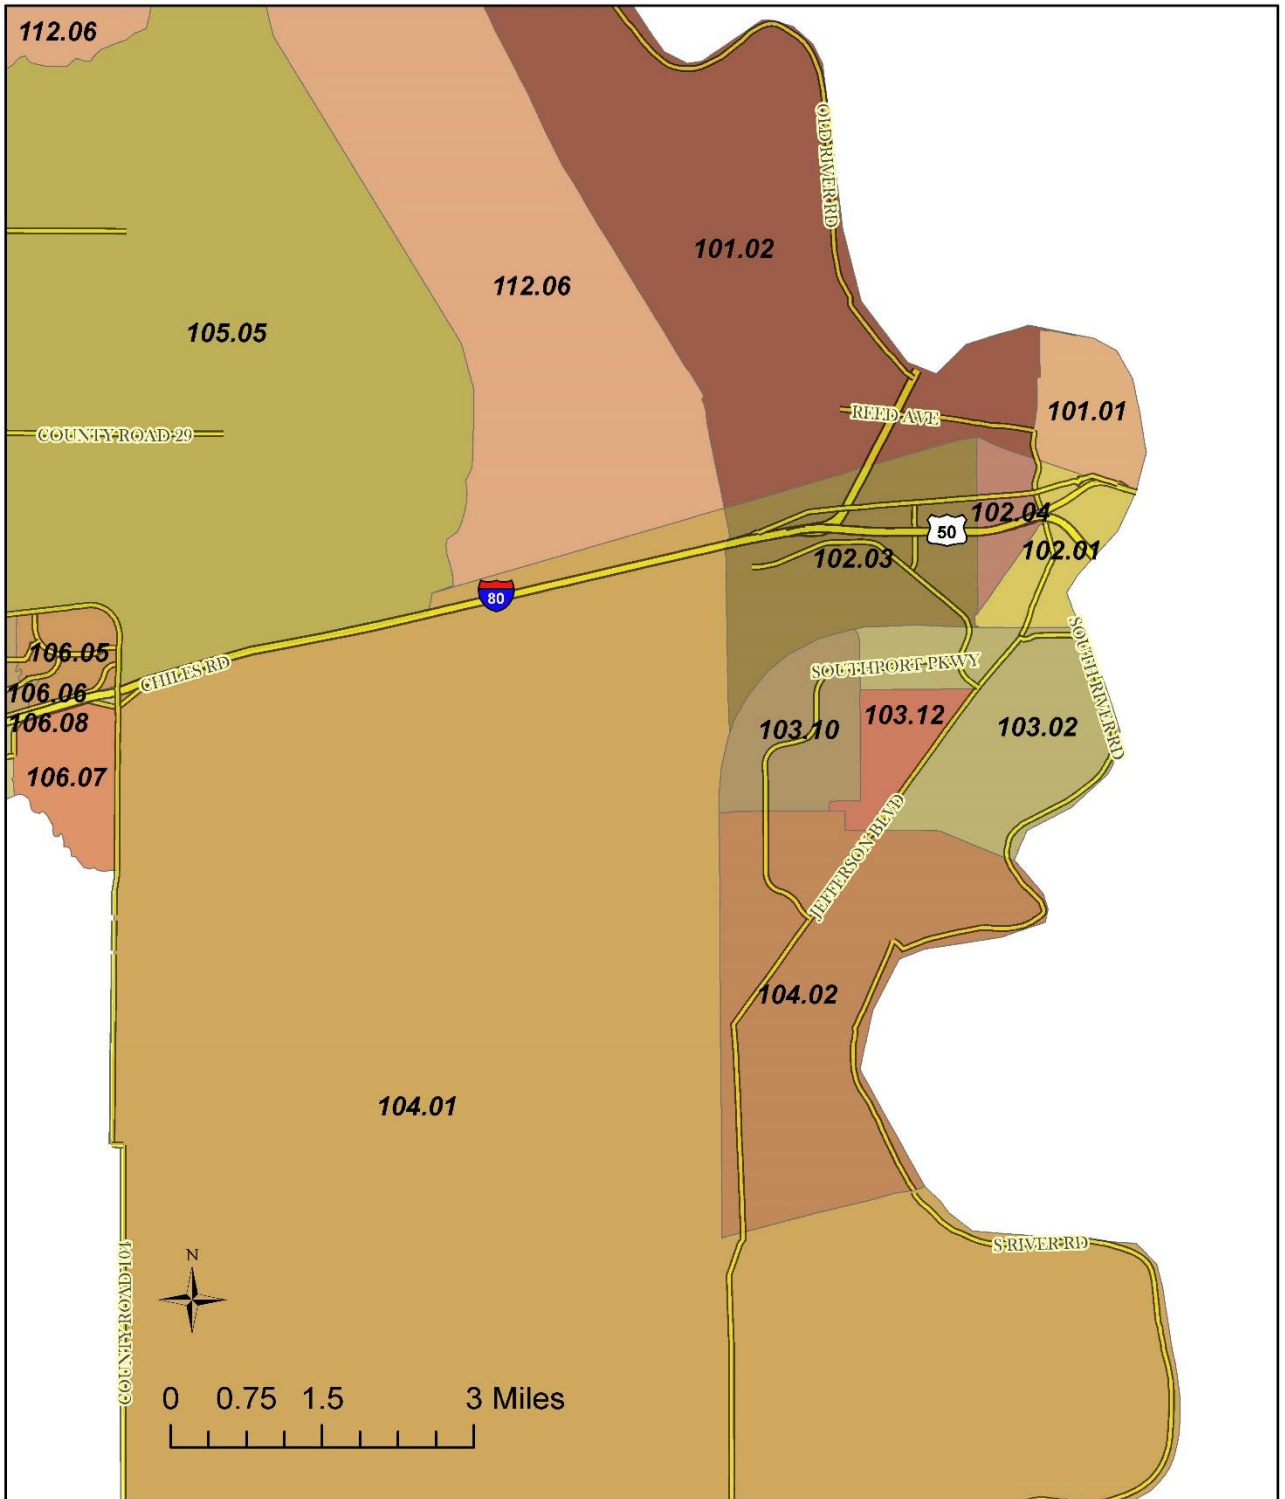 112.06
OLD RIVER RD
101.02
112.06
105.05
101.01
REED AVE
COUNTY ROAD 29
102.04
50
102.01
102.03
80
106.05
SOUTHPORT PKWY
SOUTH RIVER RD
CHILES RD
106.06
106.08
103.12
103.10
103.02
106.07
JEFFERSON BLVD
104.02
104.01
S RIVER RD
N
COUNTY ROAD 101
0 0.75 1.5 3 Miles